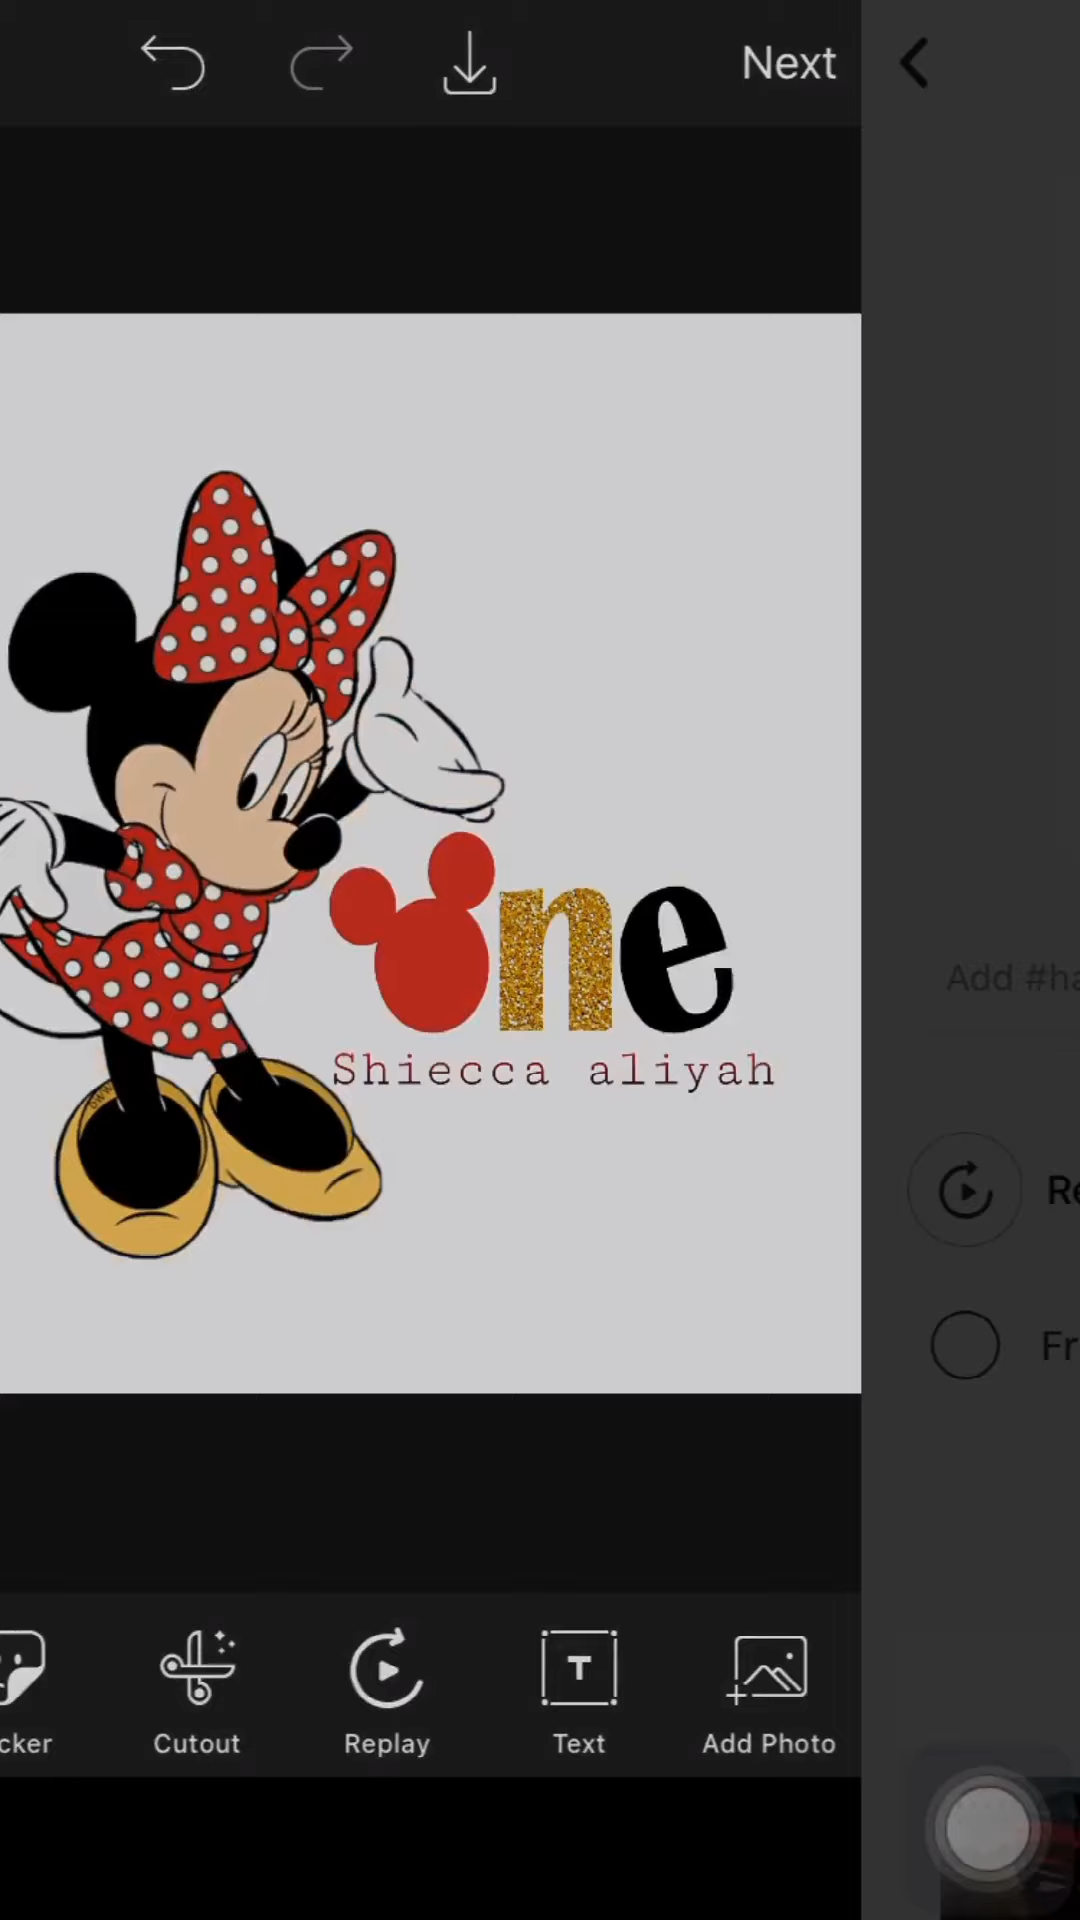 Next
ne
Shiecca aliyah
Add #ha
Re
Fr
cker
Cutout
Replay
T
Text
Add Photo